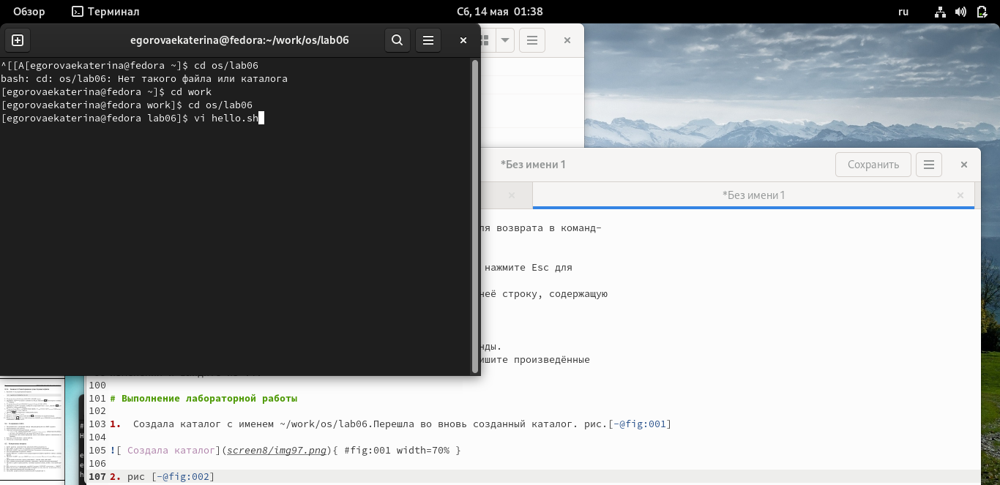 Обзор
Терминал
Сб, 14 мая 01:38
ru
egorovaekaterina@fedora:~/work/os/lab06
^[[A[egorovaekaterina@fedora ~]$ cd os/lab06
bash: cd: os/lab06: Нет такого файла или каталога
[egorovaekaterina@fedora ~]$ cd work
[egorovaekaterina@fedora work]$ cd os/lab06
[egorovaekaterina@fedora lab06]$ vi hello.sh
*Без имени 1
Сохранить
*Без имени 1
ля возврата в команд-
нажмите Esc для
неё строку, содержащую
нды.
ишите произведённые
100
101 # Выполнение лабораторной работы
102
103 1.  Создала каталог с именем ~/work/os/lab06.Перешла во вновь созданный каталог. рис.[-@fig:001]
104
105 ![ Создала каталог](screen8/img97.png){ #fig:001 width=70% }
106
107 2. рис [-@fig:002]